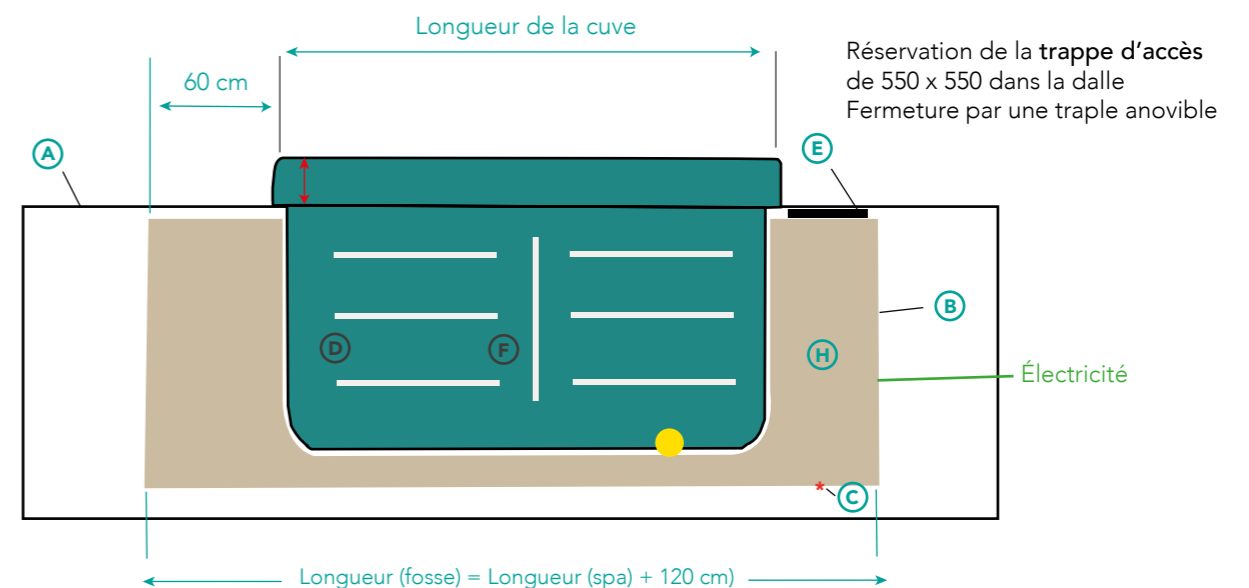 Longueur de la cuve
Réservation de la trappe d'accès
de 550 x 550 dans la dalle
Fermeture par une traple anovible
60 cm
A
E
B
D
F
H
Électricité
* C
Longueur (fosse) = Longueur (spa) + 120 cm)